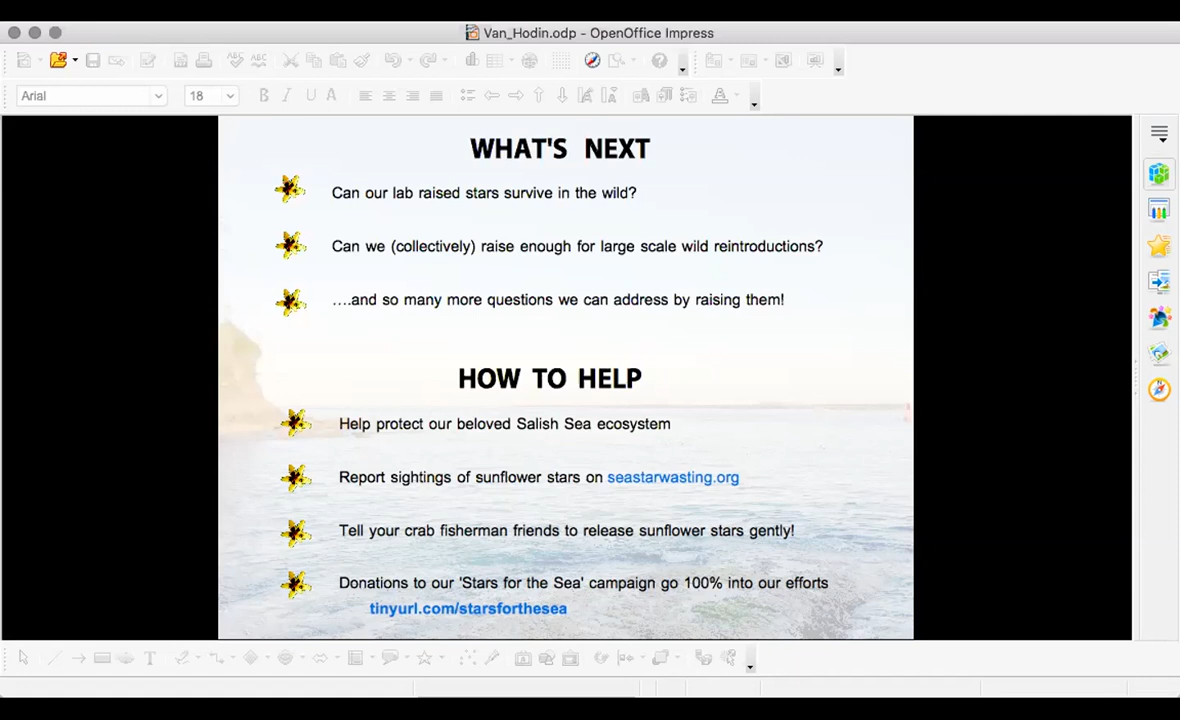 Van_Hodin.odp - OpenOffice Impress
Arial
18
WHAT'S NEXT
Can our lab raised stars survive in the wild?
Can we (collectively) raise enough for large scale wild reintroductions?
....and so many more questions we can address by raising them!
HOW TO HELP
Help protect our beloved Salish Sea ecosystem
Report sightings of sunflower stars on seastarwasting.org
Tell your crab fisherman friends to release sunflower stars gently!
Donations to our 'Stars for the Sea' campaign go 100% into our efforts
tinyurl.com/starsforthesea